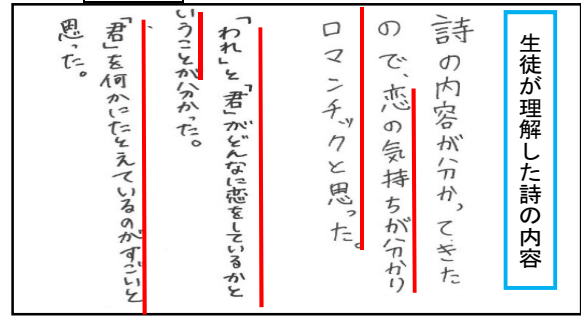 生徒が理解した詩の内容
詩の内容が分かってきた
ので、恋の気持ちが分かり
ロマンチックと思った。
「われ」と「君」がどんなに恋をしているかと
いうことが分かった。
「君」を何かにたとえているのがすごいと
思った。